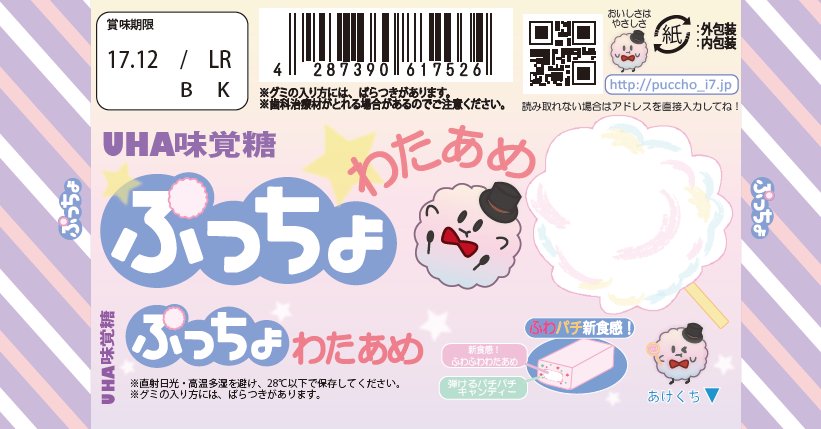 賞味期限
17.12 / LR
B K
4 287390 617526
※グミの入り方には、ばらつきがあります。
※歯科治療材がとれる場合があるのでご注意ください。
おいしさは
やさしさ
紙
:外包装
:内包装
http://puccho_i7.jp
読み取れない場合はアドレスを直接入力してね！
UHA味覚糖
わたあめ
ぷっちょ
ぷっちょ
ぷっちょ
UHA味覚糖
ぷっちょ
わたあめ
ふわパチ新食感！
新食感！
ふわふわわたあめ
弾けるパチパチ
キャンディー
※直射日光・高温多湿を避け、28℃以下で保存してください。
※グミの入り方には、ばらつきがあります。
あけくち▼